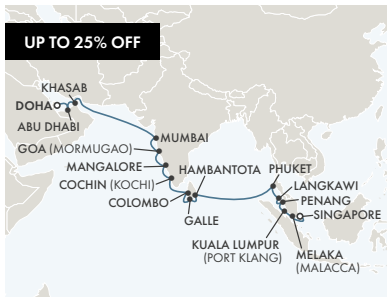 UP TO 25% OFF
KHASAB
DOHA
ABU DHABI
MUMBAI
GOA (MORMUGAO)
MANGALORE
HAMBANTOTA
PHUKET
COCHIN (KOCHI)
LANGKAWI
COLOMBO
PENANG
SINGAPORE
GALLE
KUALA LUMPUR
(PORT KLANG)
MELAKA
(MALACCA)